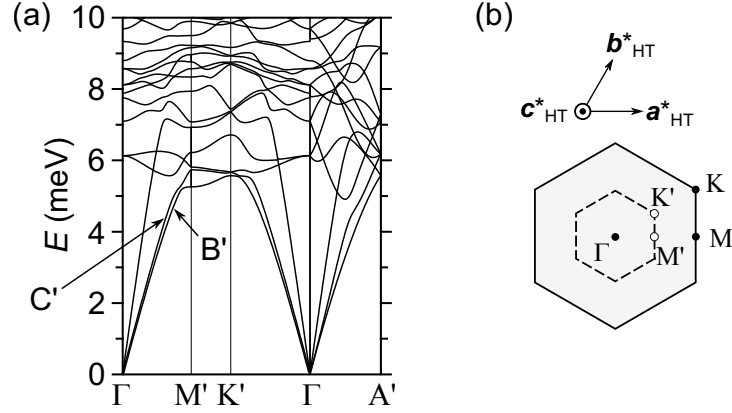 (a)
E (meV)
10
8
6
4
2
0
C'
B'
Γ
M'
K'
Γ
A'
(b)
b*HT
c*HT
a*HT
K
K'
Γ
M'
M